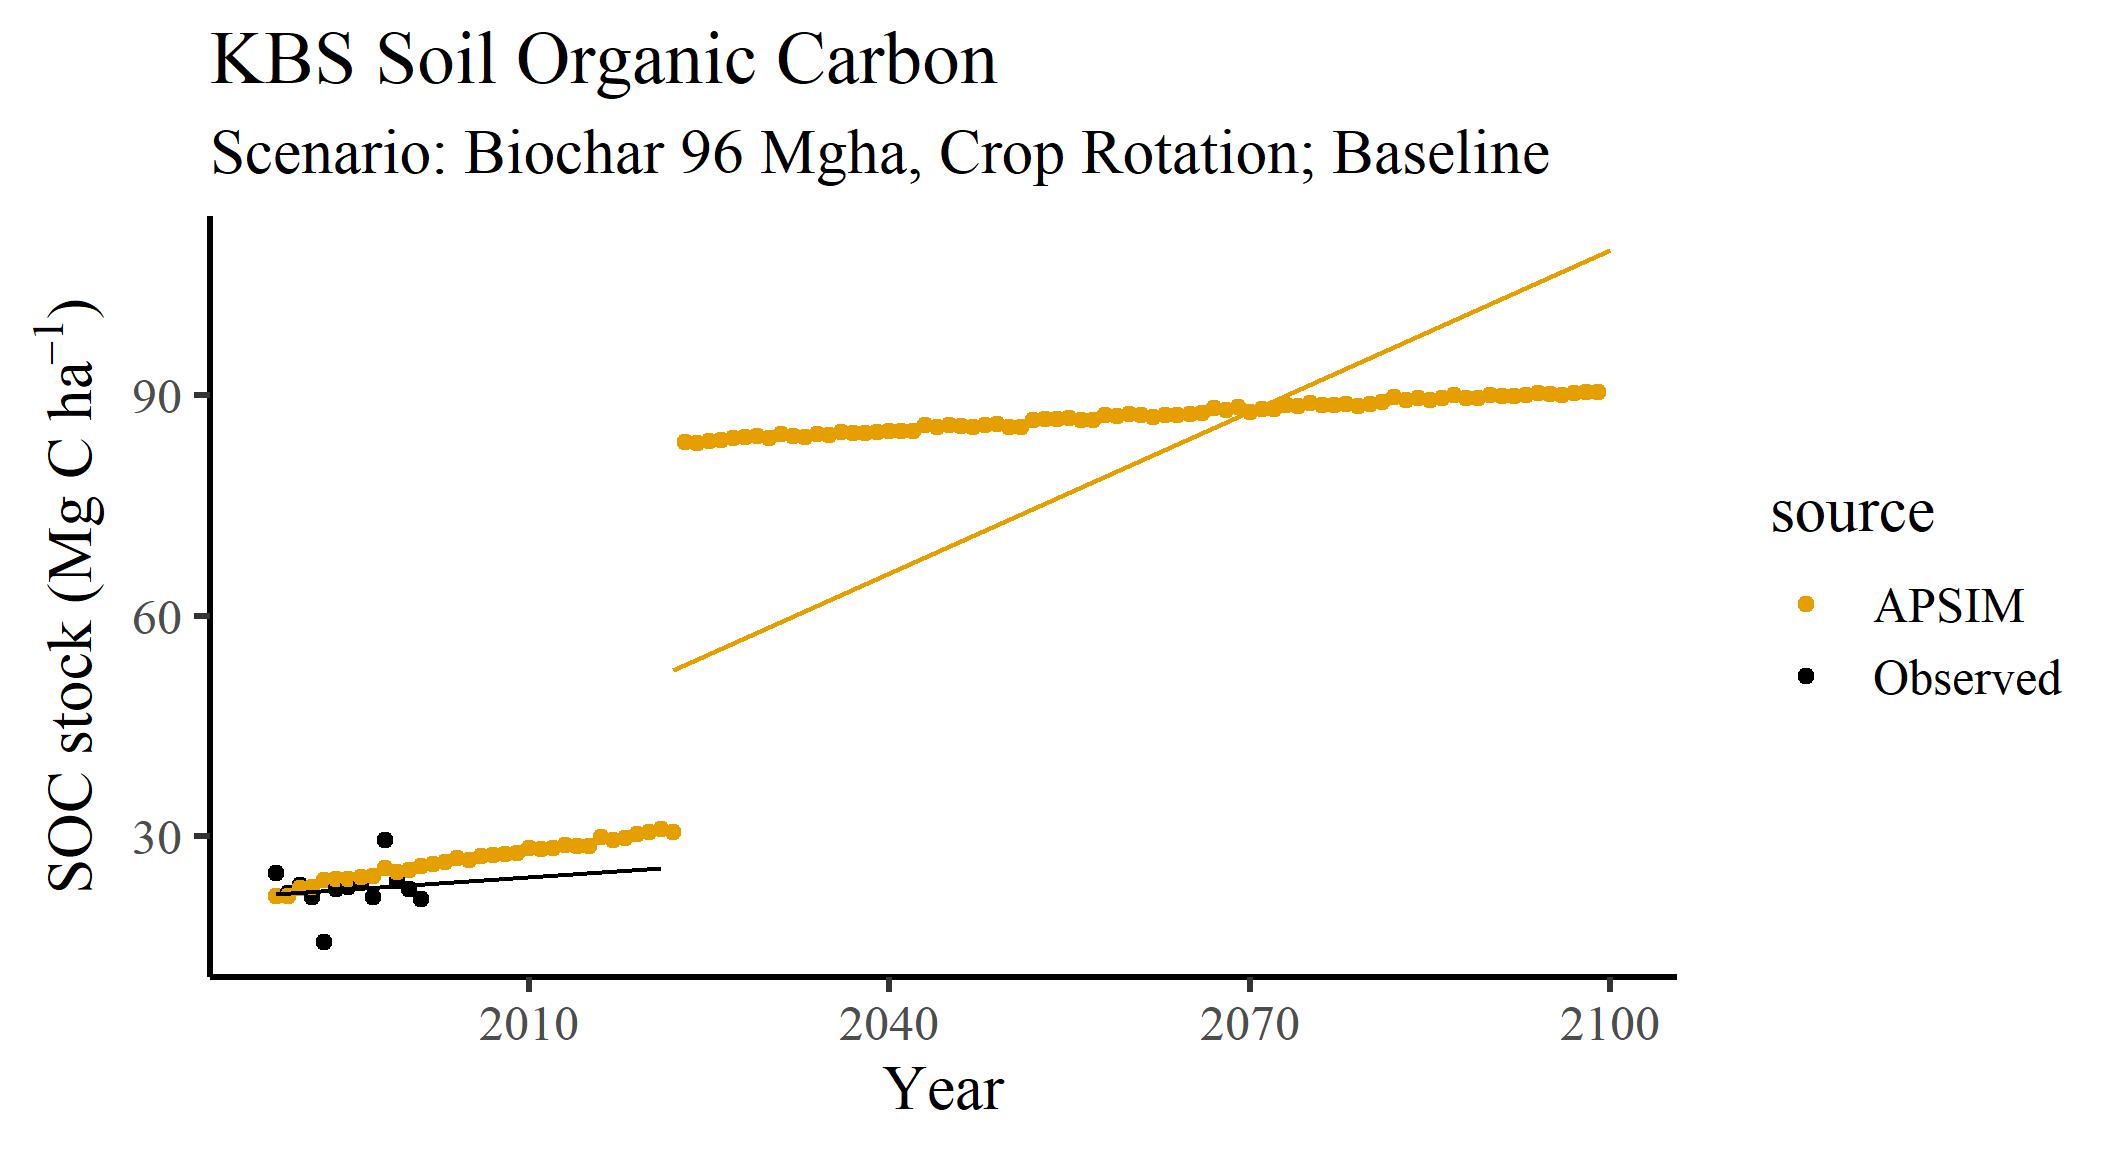 KBS Soil Organic Carbon
Scenario: Biochar 96 Mgha, Crop Rotation; Baseline
SOC stock (Mg C ha⁻¹)
90
60
30
2010 2040 2070 2100
Year
source
APSIM
Observed